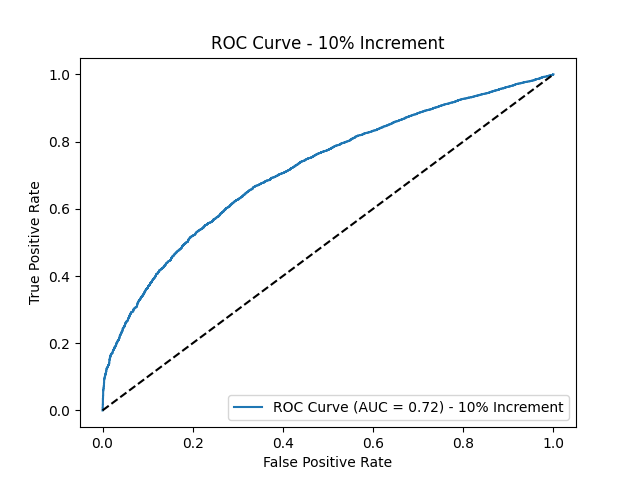 ROC Curve - 10% Increment
1.0
0.8
0.6
0.4
0.2
0.0
True Positive Rate
ROC Curve (AUC = 0.72) - 10% Increment
0.0 0.2 0.4 0.6 0.8 1.0
False Positive Rate